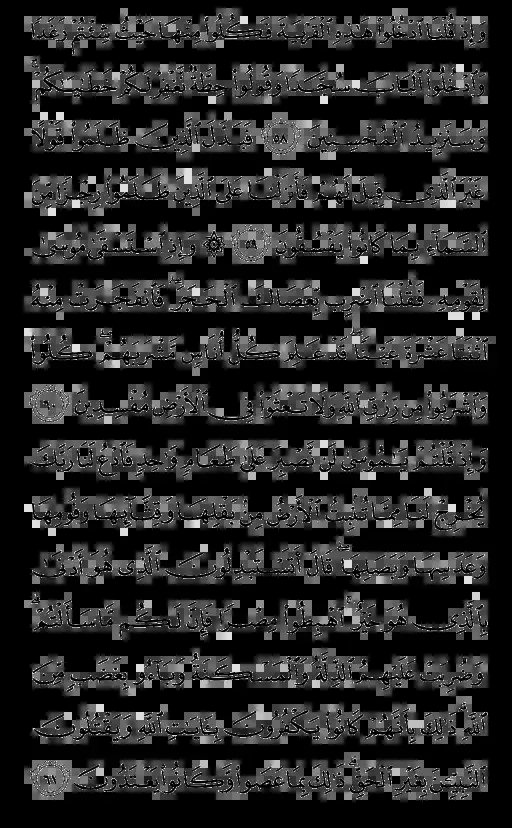 وَإِذْ قُلْنَا ٱدْخُلُوا۟ هَـٰذِهِ ٱلْقَرْيَةَ فَكُلُوا۟ مِنْهَا حَيْثُ شِئْتُمْ رَغَدًا
وَٱدْخُلُوا۟ ٱلْبَابَ سُجَّدًا وَقُولُوا۟ حِطَّةٌ نَّغْفِرْ لَكُمْ خَطَـٰيَـٰكُمْ ۚ
وَسَنَزِيدُ ٱلْمُحْسِنِينَ ٥٨ فَبَدَّلَ ٱلَّذِينَ ظَلَمُوا۟ قَوْلًا
غَيْرَ ٱلَّذِى قِيلَ لَهُمْ فَأَنزَلْنَا عَلَى ٱلَّذِينَ ظَلَمُوا۟ رِجْزًا مِّنَ
ٱلسَّمَآءِ بِمَا كَانُوا۟ يَفْسُقُونَ ٥٩ ۞ وَإِذِ ٱسْتَسْقَىٰ مُوسَىٰ
لِقَوْمِهِۦ فَقُلْنَا ٱضْرِب بِّعَصَاكَ ٱلْحَجَرَ ۖ فَٱنفَجَرَتْ مِنْهُ
ٱثْنَتَا عَشْرَةَ عَيْنًا ۖ قَدْ عَلِمَ كُلُّ أُنَاسٍ مَّشْرَبَهُمْ ۖ كُلُوا۟
وَٱشْرَبُوا۟ مِن رِّزْقِ ٱللَّهِ وَلَا تَعْثَوْا۟ فِى ٱلْأَرْضِ مُفْسِدِينَ ٦٠
وَإِذْ قُلْتُمْ يَـٰمُوسَىٰ لَن نَّصْبِرَ عَلَىٰ طَعَامٍ وَٰحِدٍ فَٱدْعُ لَنَا رَبَّكَ
يُخْرِجْ لَنَا مِمَّا تُنۢبِتُ ٱلْأَرْضُ مِنۢ بَقْلِهَا وَقِثَّآئِهَا وَفُومِهَا
وَعَدَسِهَا وَبَصَلِهَا ۖ قَالَ أَتَسْتَبْدِلُونَ ٱلَّذِى هُوَ أَدْنَىٰ
بِٱلَّذِى هُوَ خَيْرٌ ۚ ٱهْبِطُوا۟ مِصْرًا فَإِنَّ لَكُم مَّا سَأَلْتُمْ ۗ
وَضُرِبَتْ عَلَيْهِمُ ٱلذِّلَّةُ وَٱلْمَسْكَنَةُ وَبَآءُو بِغَضَبٍ مِّنَ
ٱللَّهِ ۗ ذَٰلِكَ بِأَنَّهُمْ كَانُوا۟ يَكْفُرُونَ بِـَٔايَـٰتِ ٱللَّهِ وَيَقْتُلُونَ
ٱلنَّبِيِّـۧنَ بِغَيْرِ ٱلْحَقِّ ۗ ذَٰلِكَ بِمَا عَصَوا۟ وَّكَانُوا۟ يَعْتَدُونَ ٦١